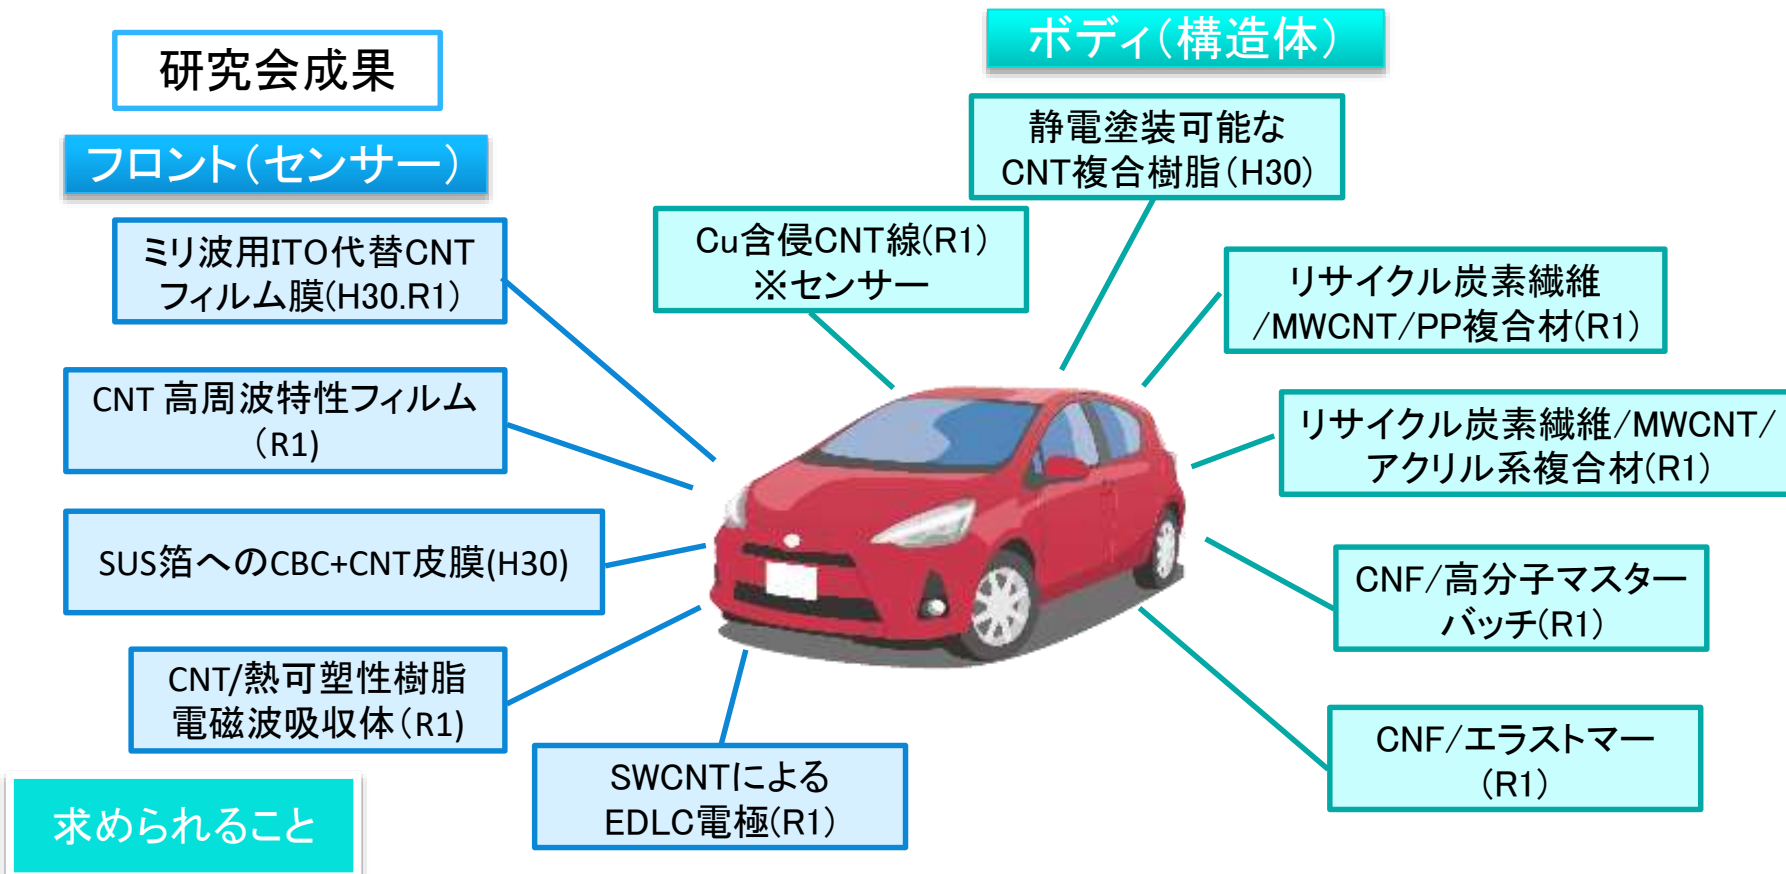 研究会成果
フロント（センサー）
ミリ波用ITO代替CNT
フィルム膜(H30.R1)
CNT 高周波特性フィルム
（R1)
SUS箔へのCBC+CNT皮膜(H30)
CNT/熱可塑性樹脂
電磁波吸収体（R1)
SWCNTによる
EDLC電極(R1)
求められること
ボディ（構造体）
静電塗装可能な
CNT複合樹脂（H30)
Cu含侵CNT線(R1)
※センサー
リサイクル炭素繊維
/MWCNT/PP複合材(R1)
リサイクル炭素繊維/MWCNT/
アクリル系複合材(R1)
CNF/高分子マスター
バッチ(R1)
CNF/エラストマー
(R1)